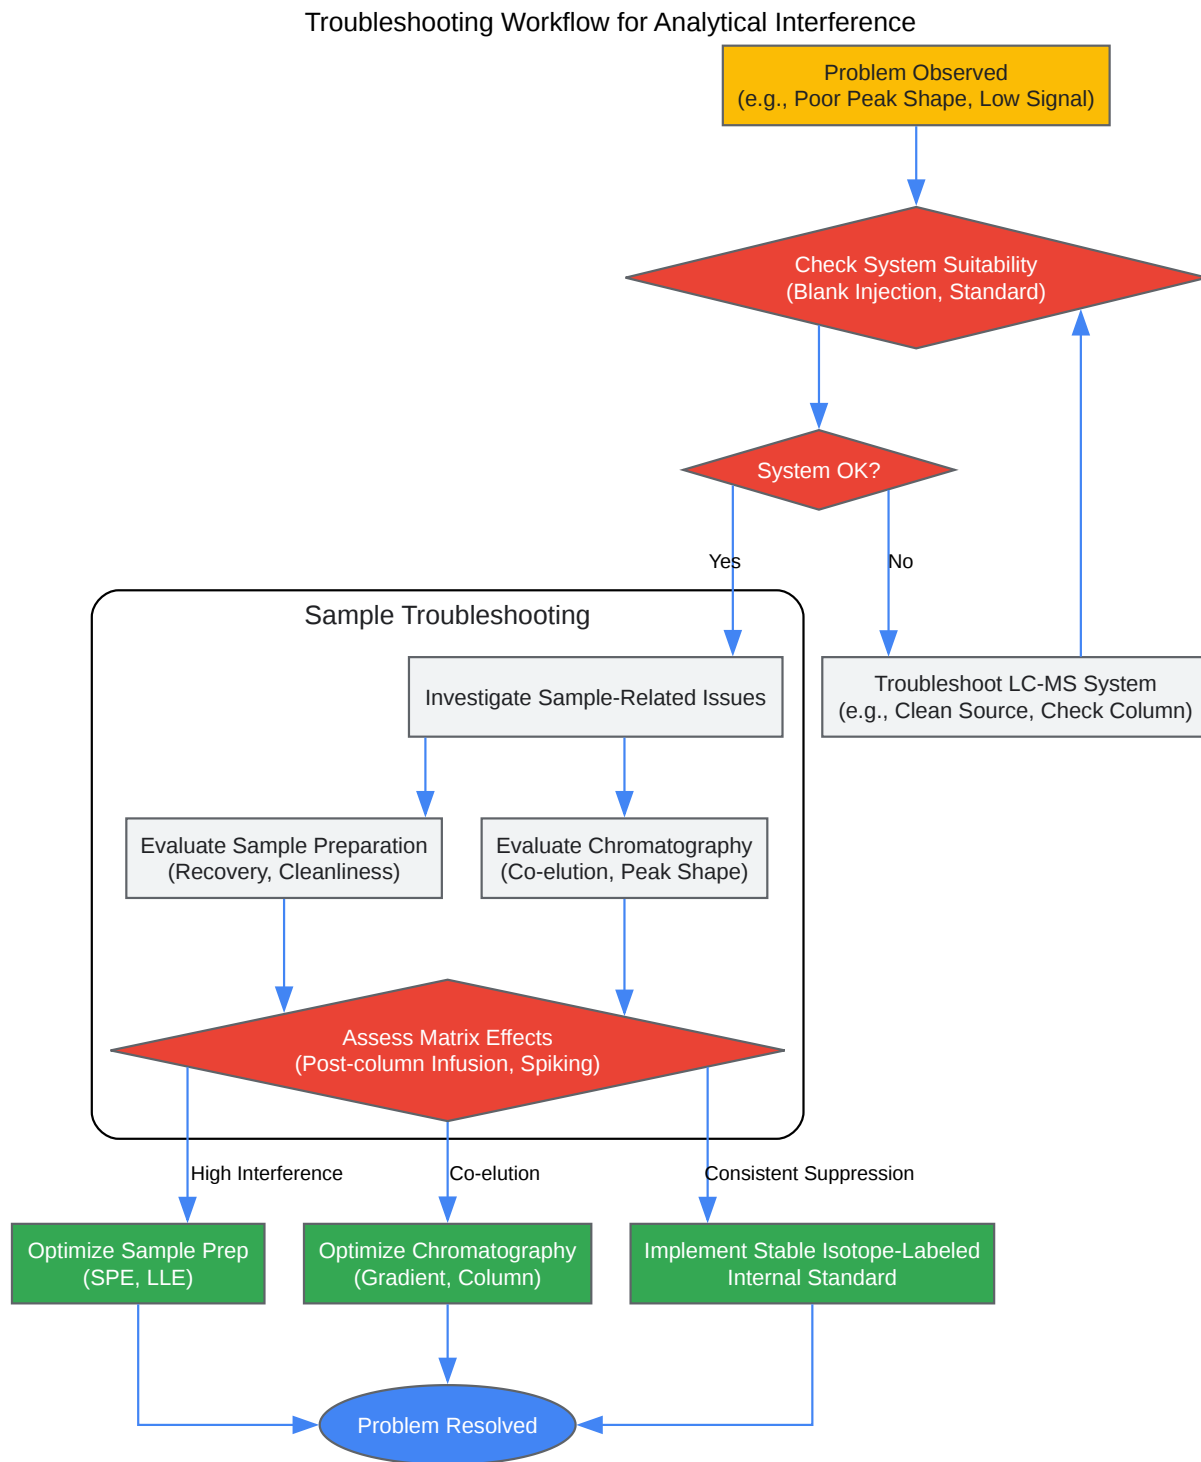 Troubleshooting Workflow for Analytical Interference
Problem Observed
(e.g., Poor Peak Shape, Low Signal)
Check System Suitability
(Blank Injection, Standard)
System OK?
Yes
No
Sample Troubleshooting
Investigate Sample-Related Issues
Troubleshoot LC-MS System
(e.g., Clean Source, Check Column)
Evaluate Sample Preparation
(Recovery, Cleanliness)
Evaluate Chromatography
(Co-elution, Peak Shape)
Assess Matrix Effects
(Post-column Infusion, Spiking)
High Interference
Co-elution
Consistent Suppression
Optimize Sample Prep
(SPE, LLE)
Optimize Chromatography
(Gradient, Column)
Implement Stable Isotope-Labeled
Internal Standard
Problem Resolved